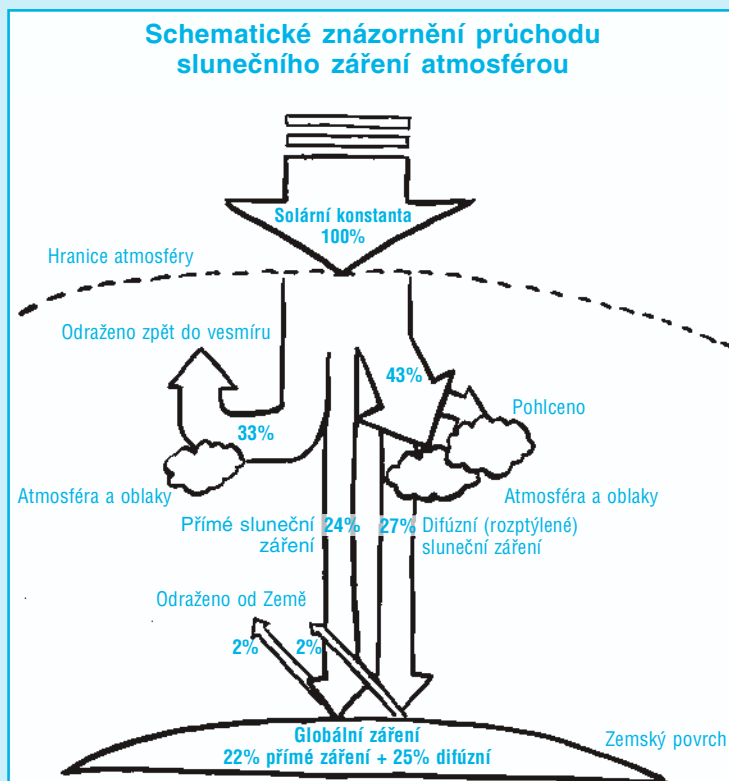 Schematické znázornění průchodu
slunečního záření atmosférou
Solární konstanta
100%
Hranice atmosféry
Odraženo zpět do vesmíru
43%
Pohlceno
33%
Atmosféra a oblaky
Atmosféra a oblaky
Přímé sluneční
záření
24%
27%
Difúzní (rozptýlené)
sluneční záření
Odraženo od Země
2%
2%
Globální záření
22% přímé záření + 25% difúzní
Zemský povrch